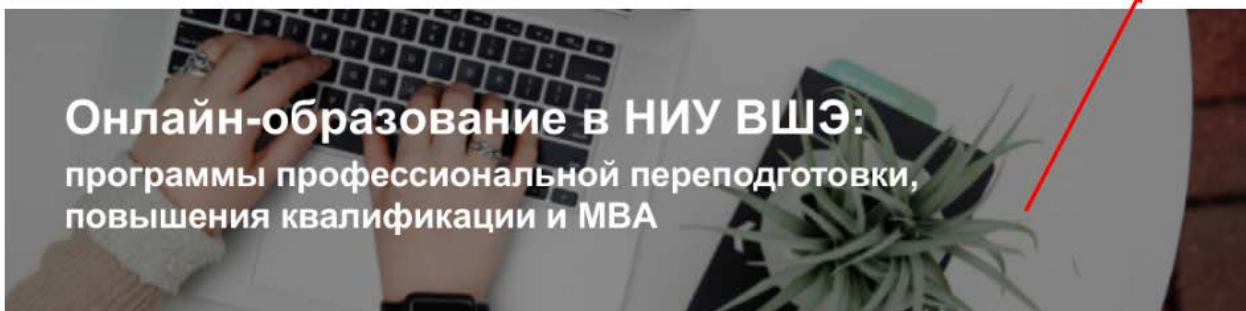 Онлайн-образование в НИУ ВШЭ:
программы профессиональной переподготовки,
повышения квалификации и MBA